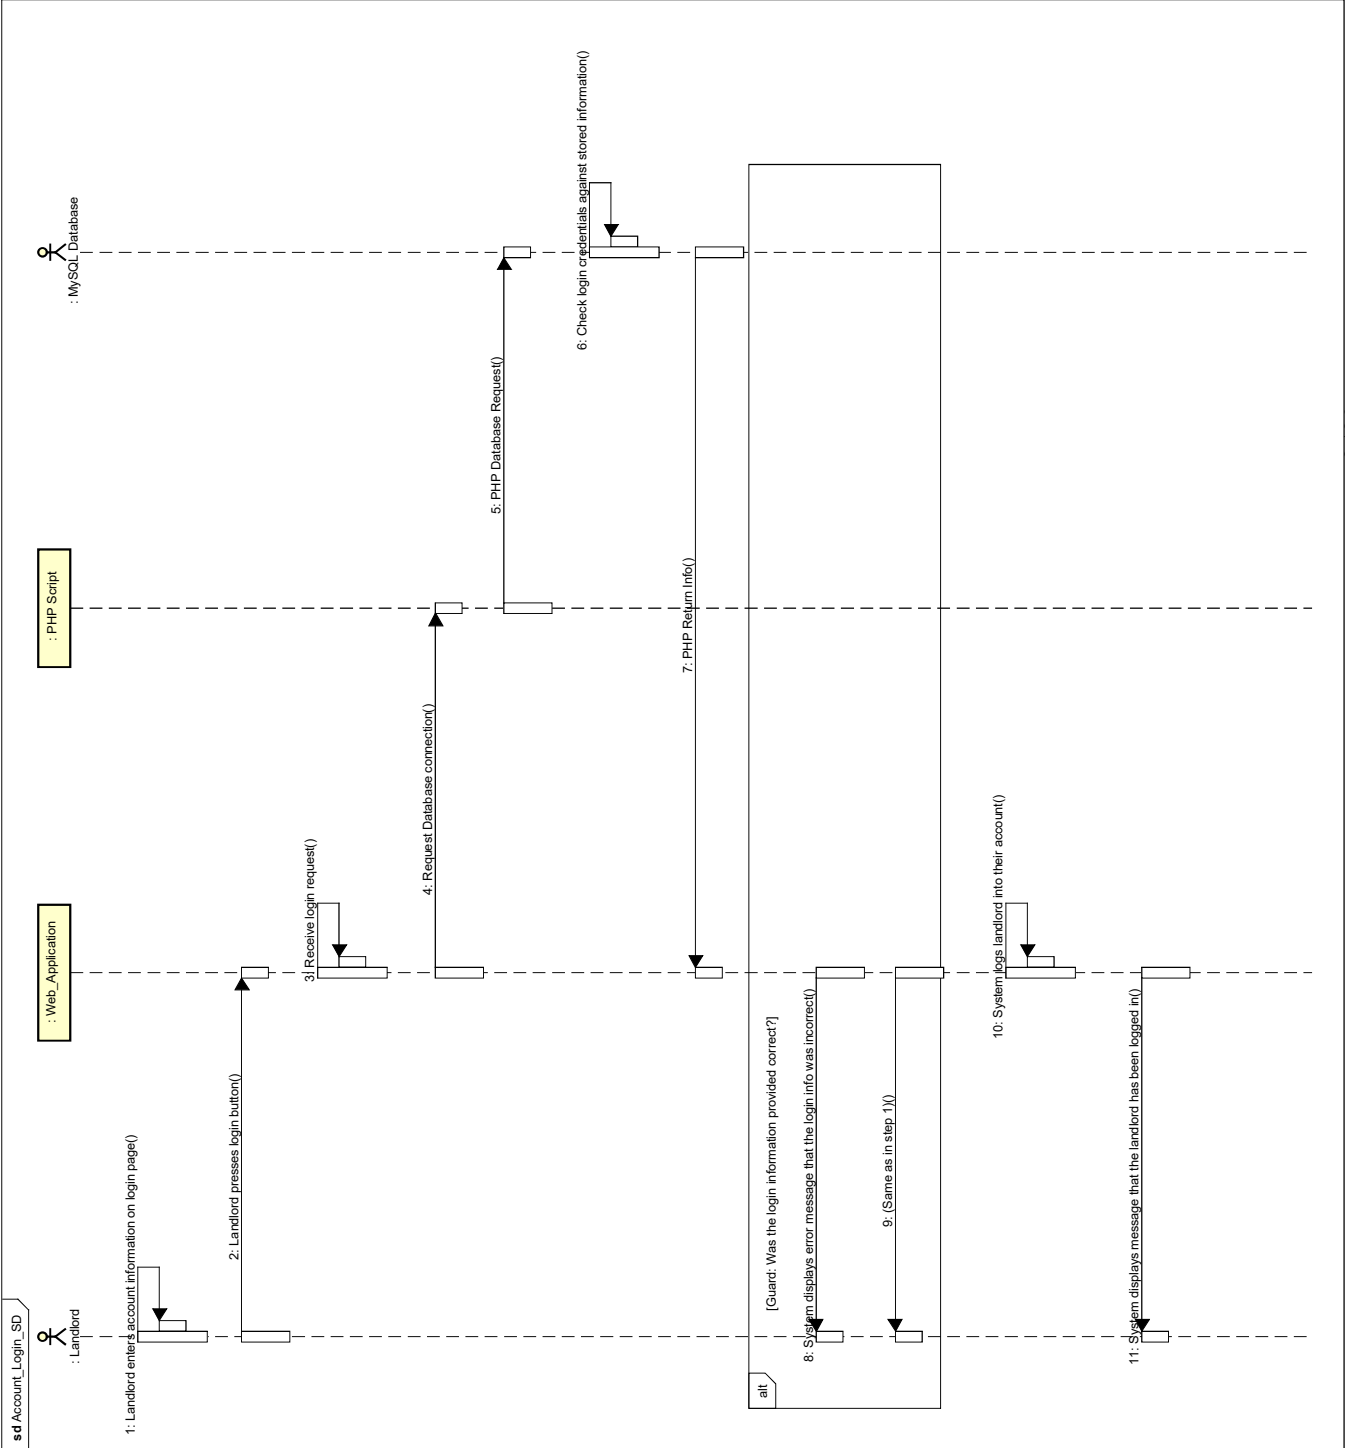 sd Account_Login_SD
: Landlord
: Web_Application
: PHP Script
: MySQL Database
1: Landlord enters account information on login page()
2: Landlord presses login button()
3: Receive login request()
4: Request Database connection()
5: PHP Database Request()
6: Check login credentials against stored information()
7: PHP Return Info()
alt
[Guard: Was the login information provided correct?]
8: System displays error message that the login info was incorrect()
9: (Same as in step 1)()
10: System logs landlord into their account()
11: System displays message that the landlord has been logged in()